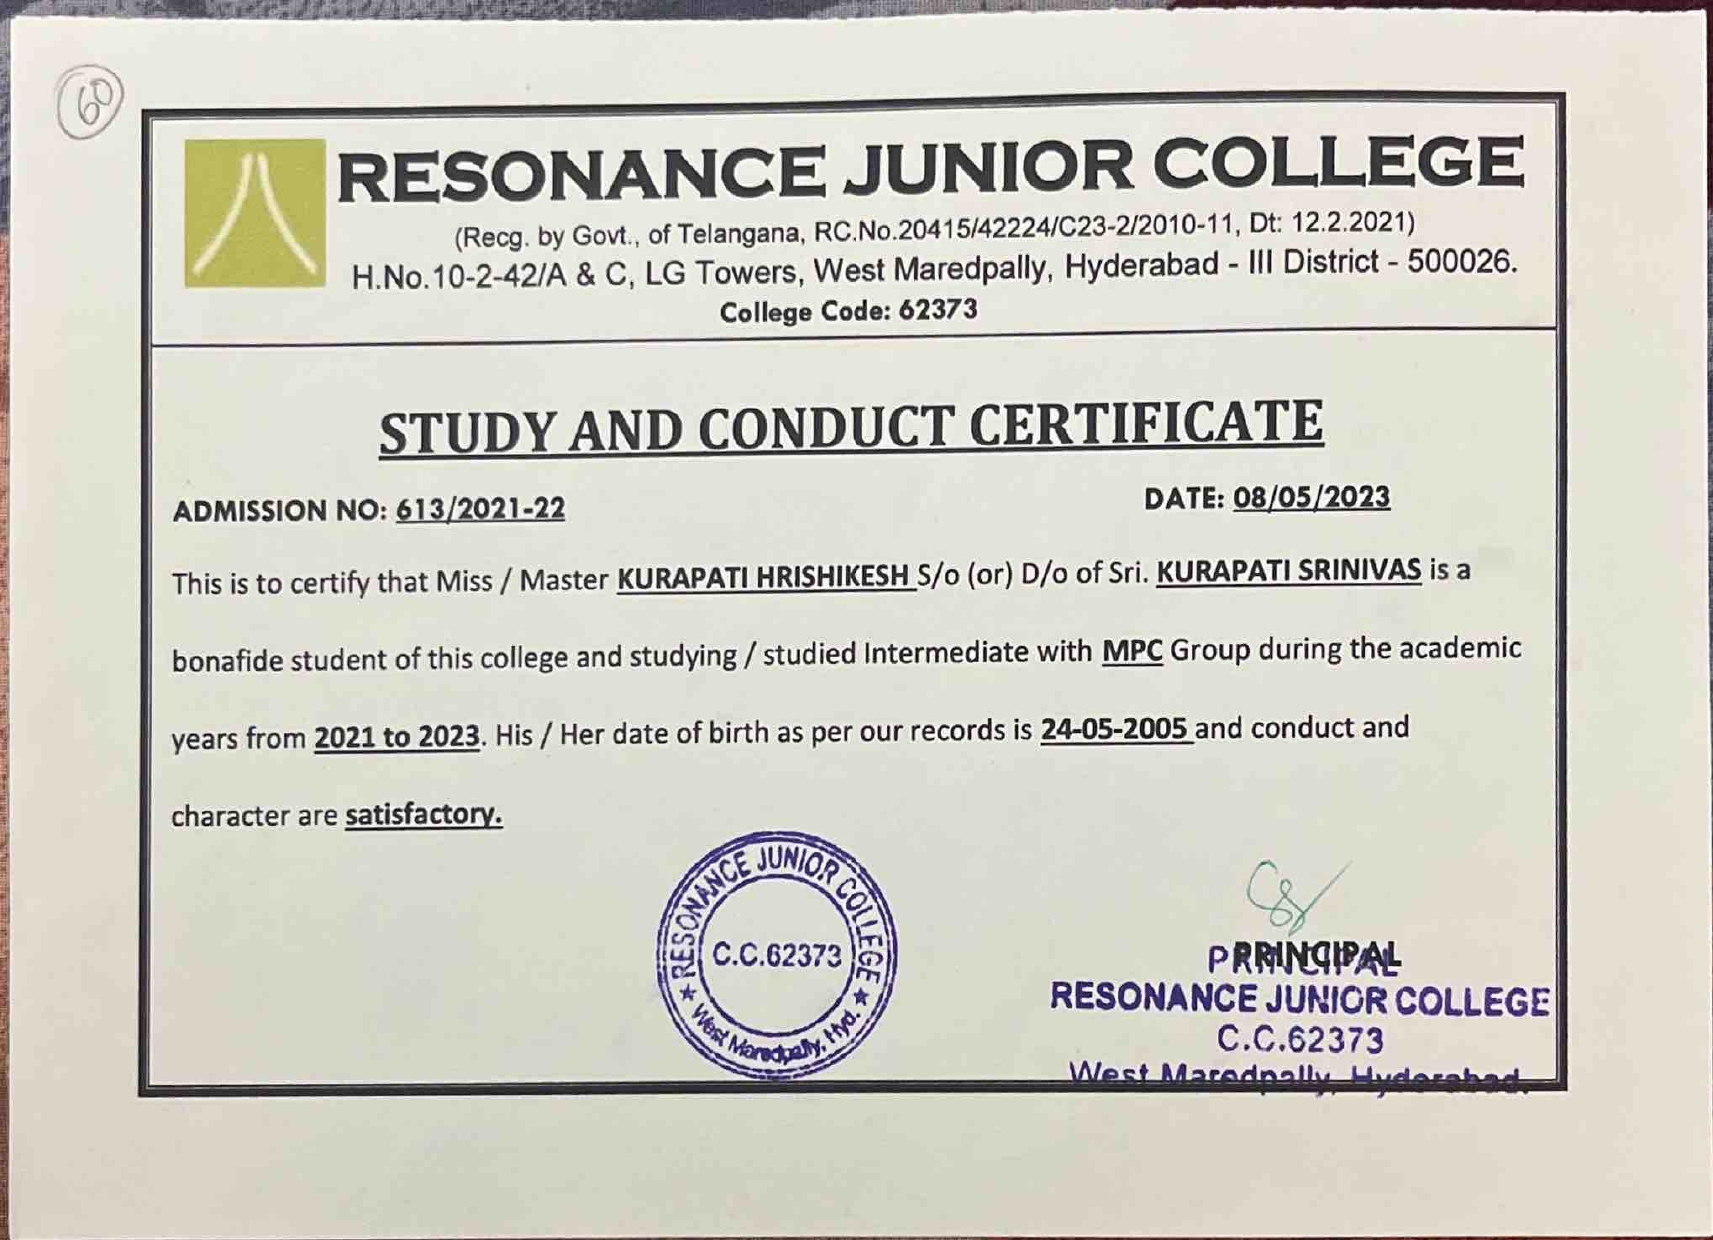 60
RESONANCE JUNIOR COLLEGE
(Recg. by Govt., of Telangana, RC.No.20415/42224/C23-2/2010-11, Dt: 12.2.2021)
H.No.10-2-42/A & C, LG Towers, West Maredpally, Hyderabad - III District - 500026.
College Code: 62373
STUDY AND CONDUCT CERTIFICATE
ADMISSION NO: 613/2021-22 DATE: 08/05/2023
This is to certify that Miss / Master KURAPATI HRISHIKESH S/o (or) D/o of Sri. KURAPATI SRINIVAS is a
bonafide student of this college and studying / studied Intermediate with MPC Group during the academic
years from 2021 to 2023. His / Her date of birth as per our records is 24-05-2005 and conduct and
character are satisfactory.
RESONANCE JUNIOR COLLEGE
C.C.62373
West Maredpally, Hyd.
PRINCIPAL
PRINCIPAL
RESONANCE JUNIOR COLLEGE
C.C.62373
West Maredpally, Hyderabad.